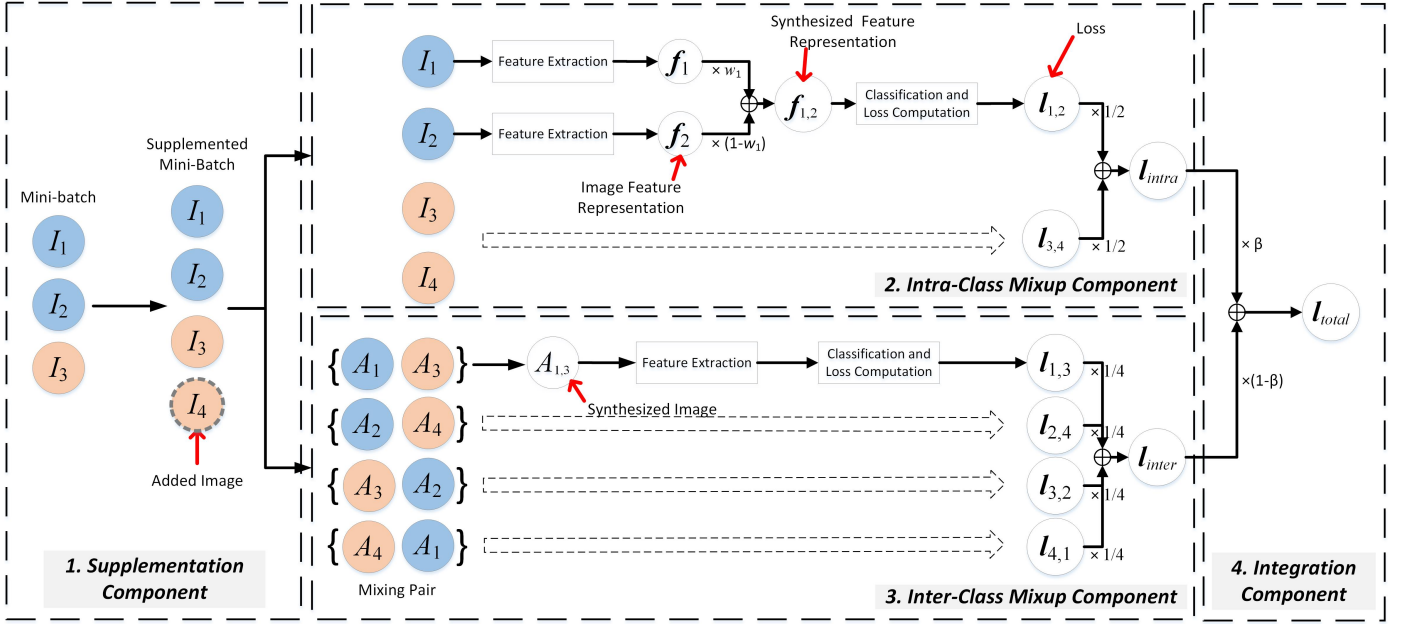 Mini-batch
I1
I2
I3
Supplemented
Mini-Batch
I1
I2
I3
I4
Added Image
1. Supplementation
Component
I1
Feature Extraction
f1
× w1
I2
Feature Extraction
f2
× (1-w1)
Image Feature
Representation
Synthesized Feature
Representation
f1,2
Classification and
Loss Computation
Loss
l1,2
× 1/2
I3
I4
l3,4
× 1/2
lintra
2. Intra-Class Mixup Component
{ A1 A3 }
A1,3
Synthesized Image
Feature Extraction
Classification and
Loss Computation
l1,3
× 1/4
{ A2 A4 }
l2,4
× 1/4
{ A3 A2 }
l3,2
× 1/4
{ A4 A1 }
l4,1
× 1/4
Mixing Pair
linter
3. Inter-Class Mixup Component
× β
×(1-β)
ltotal
4. Integration
Component